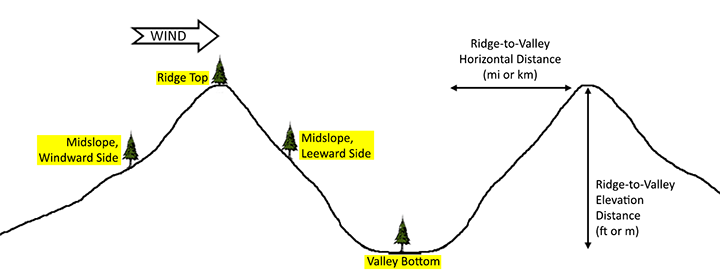 WIND
Ridge Top
Midslope,
Windward Side
Midslope,
Leeward Side
Valley Bottom
Ridge-to-Valley
Horizontal Distance
(mi or km)
Ridge-to-Valley
Elevation
Distance
(ft or m)